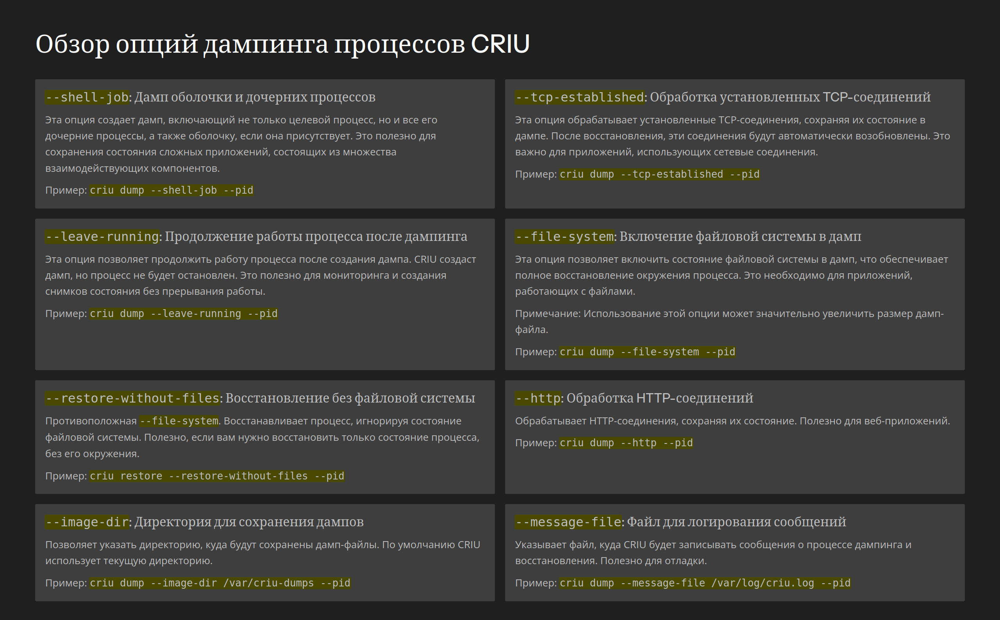 Обзор опций дампинга процессов CRIU
--shell-job: Дамп оболочки и дочерних процессов
Эта опция создает дамп, включающий не только целевой процесс, но и все его
дочерние процессы, а также оболочку, если она присутствует. Это полезно для
сохранения состояния сложных приложений, состоящих из множества
взаимодействующих компонентов.
Пример: criu dump --shell-job --pid
--tcp-established: Обработка установленных TCP-соединений
Эта опция обрабатывает установленные TCP-соединения, сохраняя их состояние в
дампе. После восстановления, эти соединения будут автоматически возобновлены. Это
важно для приложений, использующих сетевые соединения.
Пример: criu dump --tcp-established --pid
--leave-running: Продолжение работы процесса после дампинга
Эта опция позволяет продолжить работу процесса после создания дампа. CRIU создаст
дамп, но процесс не будет остановлен. Это полезно для мониторинга и создания
снимков состояния без прерывания работы.
Пример: criu dump --leave-running --pid
--file-system: Включение файловой системы в дамп
Эта опция позволяет включить состояние файловой системы в дамп, что обеспечивает
полное восстановление окружения процесса. Это необходимо для приложений,
работающих с файлами.
Примечание: Использование этой опции может значительно увеличить размер дамп-
файла.
Пример: criu dump --file-system --pid
--restore-without-files: Восстановление без файловой системы
Противоположная --file-system. Восстанавливает процесс, игнорируя состояние
файловой системы. Полезно, если вам нужно восстановить только состояние процесса,
без его окружения.
Пример: criu restore --restore-without-files --pid
--http: Обработка HTTP-соединений
Обрабатывает HTTP-соединения, сохраняя их состояние. Полезно для веб-приложений.
Пример: criu dump --http --pid
--image-dir: Директория для сохранения дампов
Позволяет указать директорию, куда будут сохранены дамп-файлы. По умолчанию CRIU
использует текущую директорию.
Пример: criu dump --image-dir /var/criu-dumps --pid
--message-file: Файл для логирования сообщений
Указывает файл, куда CRIU будет записывать сообщения о процессе дампинга и
восстановления. Полезно для отладки.
Пример: criu dump --message-file /var/log/criu.log --pid